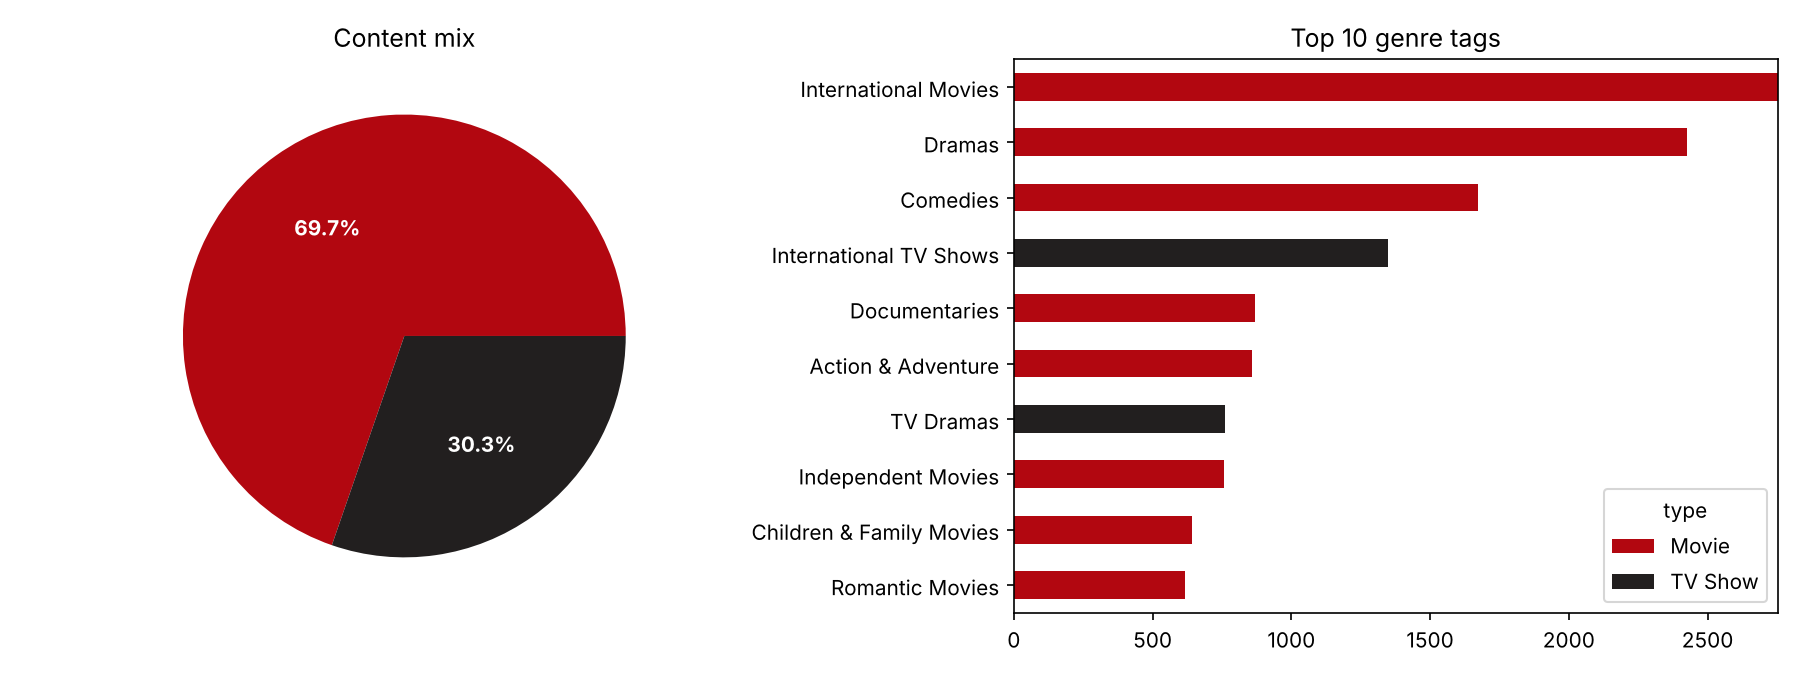 Content mix
69.7%
30.3%
Top 10 genre tags
International Movies
Dramas
Comedies
International TV Shows
Documentaries
Action & Adventure
TV Dramas
Independent Movies
Children & Family Movies
Romantic Movies
0 500 1000 1500 2000 2500
type
Movie
TV Show